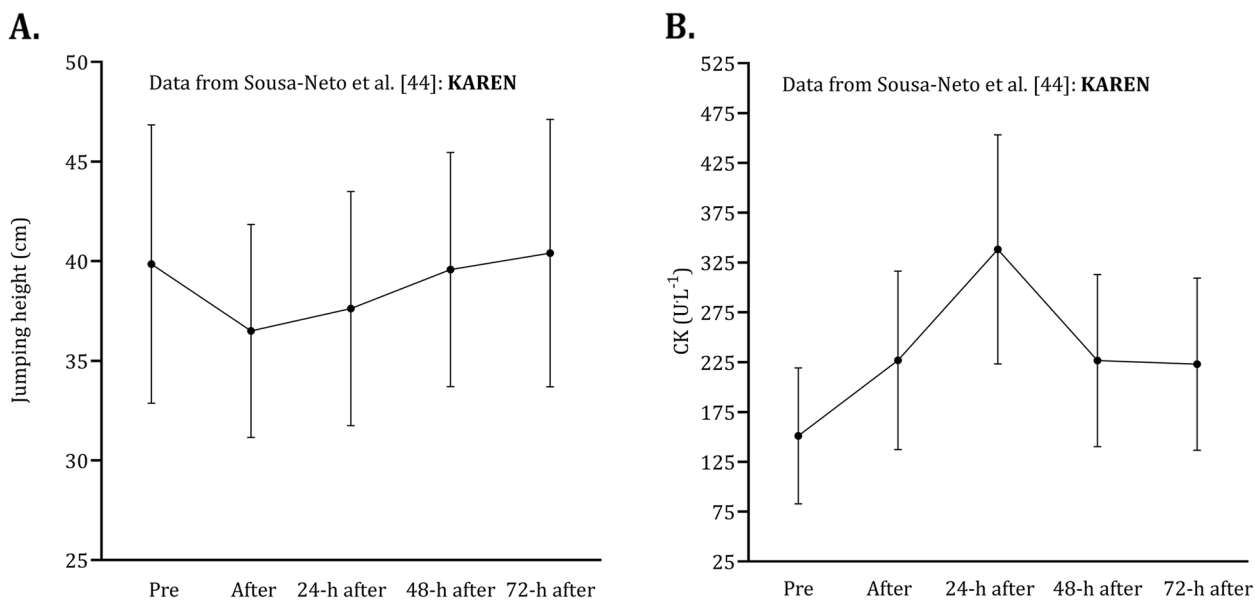 A.
Data from Sousa-Neto et al. [44]: KAREN
Jumping height (cm)
50
45
40
35
30
25
Pre After 24-h after 48-h after 72-h after
B.
Data from Sousa-Neto et al. [44]: KAREN
CK (U·L⁻¹)
525
475
425
375
325
275
225
175
125
75
25
Pre After 24-h after 48-h after 72-h after